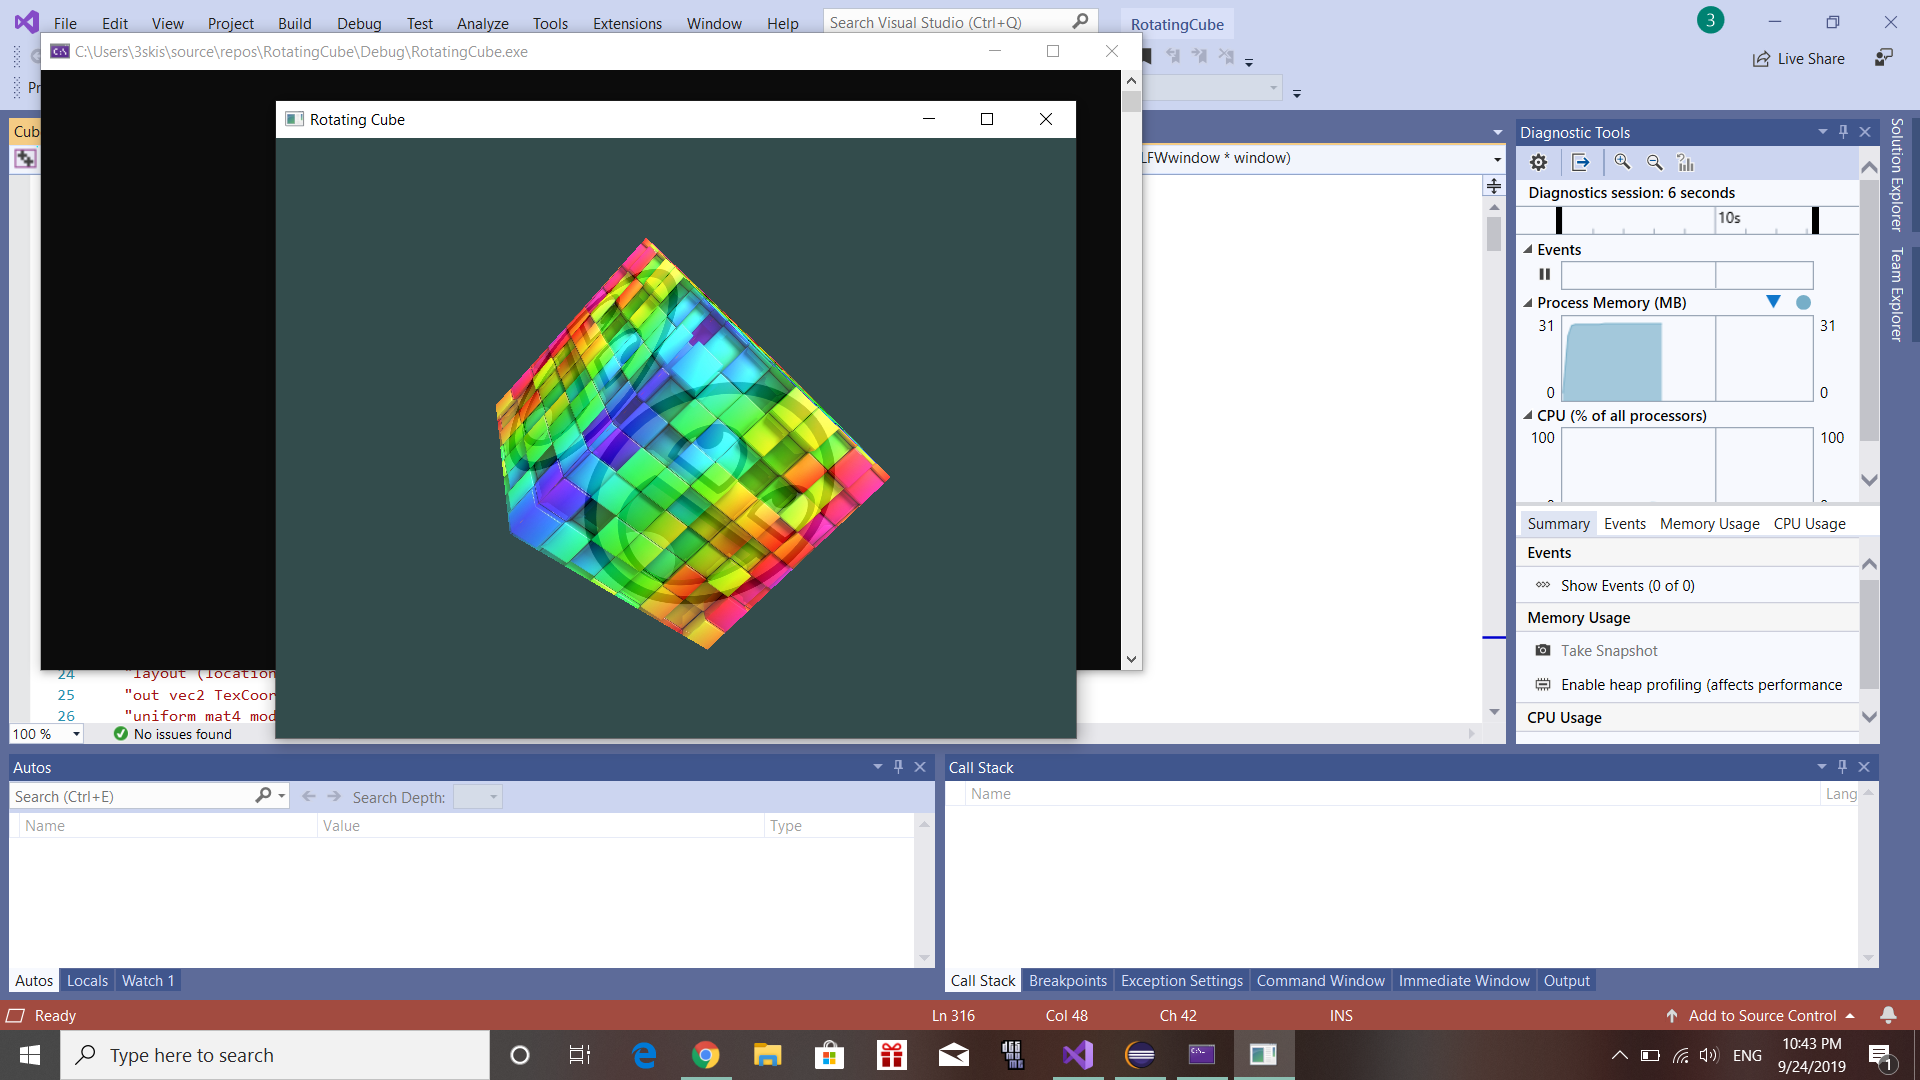 File Edit View Project Build Debug Test Analyze Tools Extensions Window Help Search Visual Studio (Ctrl+Q) RotatingCube 3
C:\Users\3skis\source\repos\RotatingCube\Debug\RotatingCube.exe
Live Share
Pr
Rotating Cube
Cub
LFWwindow * window)
Diagnostic Tools
Diagnostics session: 6 seconds
10s
Events
Process Memory (MB)
31 31
0 0
CPU (% of all processors)
100 100
Summary Events Memory Usage CPU Usage
Events
Show Events (0 of 0)
Memory Usage
Take Snapshot
Enable heap profiling (affects performance
CPU Usage
Solution Explorer
Team Explorer
24 "layout (location
25 "out vec2 TexCoor
26 "uniform mat4 mod
100 % No issues found
Autos
Search (Ctrl+E) Search Depth:
Name Value Type
Autos Locals Watch 1
Call Stack
Name Lang
Call Stack Breakpoints Exception Settings Command Window Immediate Window Output
Ready Ln 316 Col 48 Ch 42 INS Add to Source Control
Type here to search
ENG
10:43 PM
9/24/2019
1